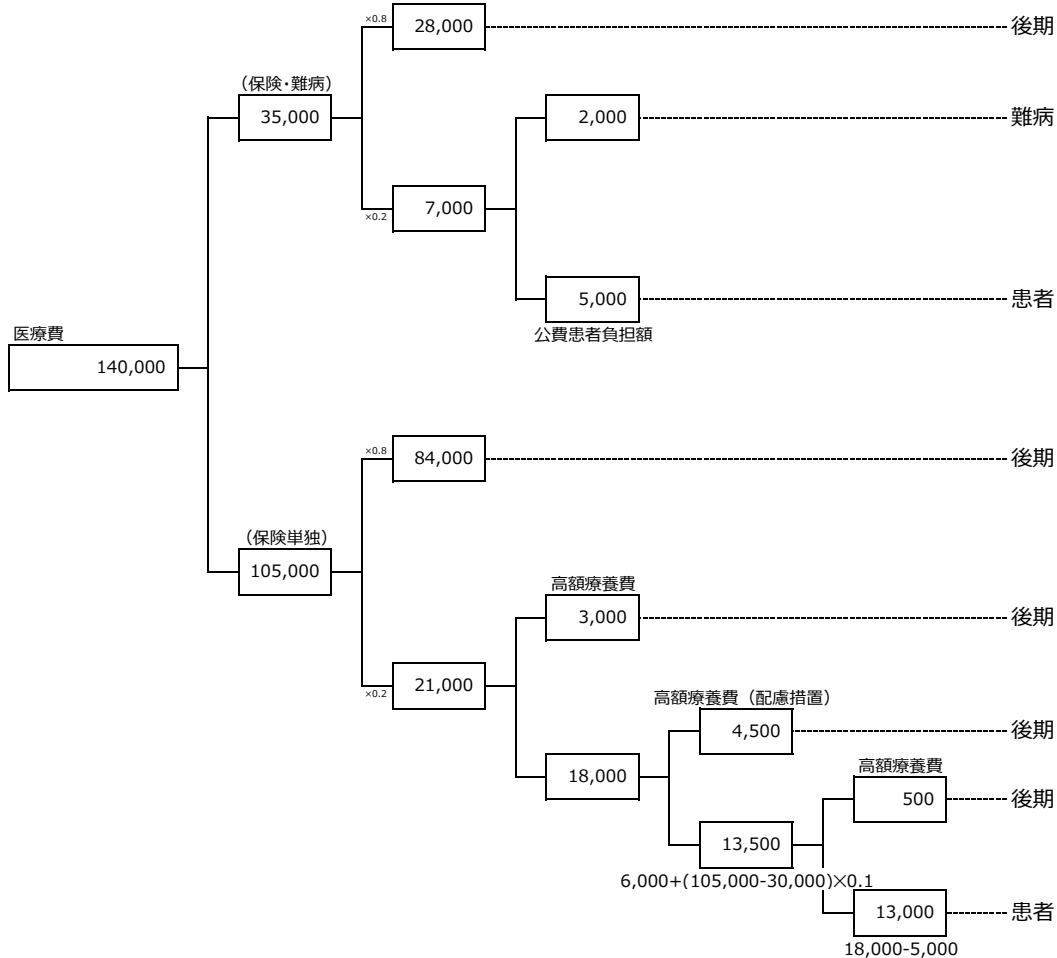 ×0.8
28,000
後期
(保険・難病)
35,000
2,000
難病
×0.2
7,000
5,000
患者
公費患者負担額
医療費
140,000
×0.8
84,000
後期
(保険単独)
105,000
高額療養費
3,000
後期
×0.2
21,000
高額療養費(配慮措置)
4,500
後期
18,000
高額療養費
500
後期
13,500
6,000+(105,000-30,000)×0.1
13,000
患者
18,000-5,000